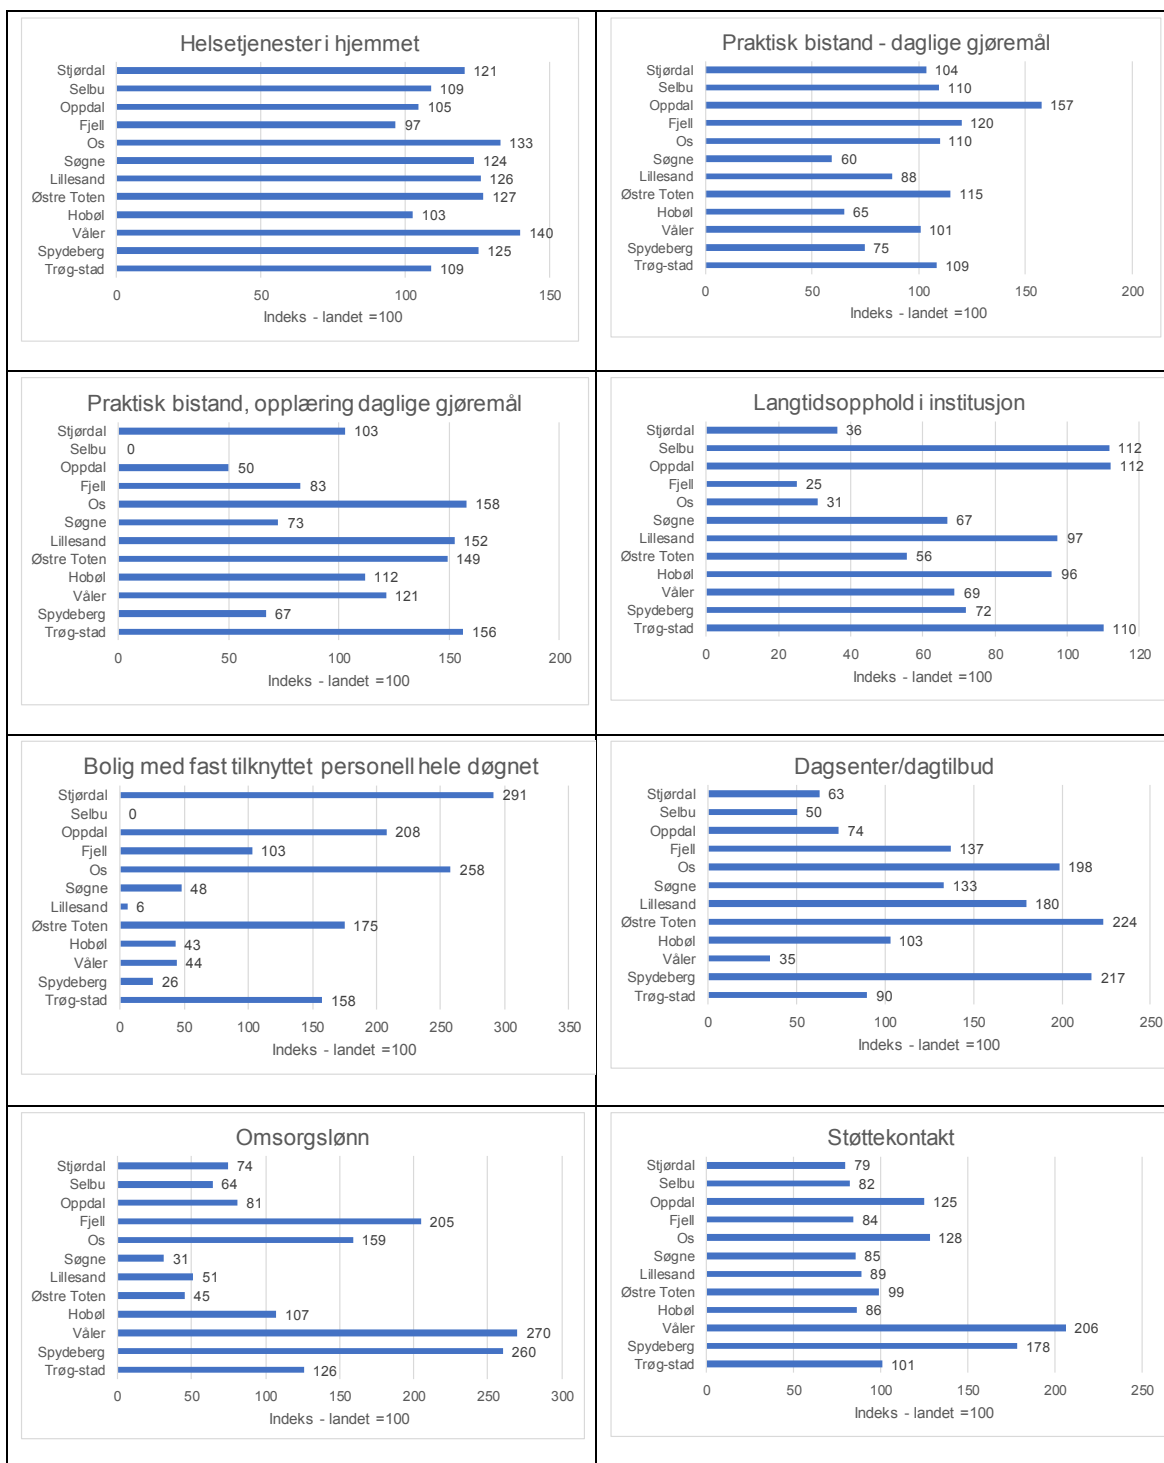 Helsetjenester i hjemmet
Stjørdal 121
Selbu 109
Oppdal 105
Fjell 97
Os 133
Søgne 124
Lillesand 126
Østre Toten 127
Hobøl 103
Våler 140
Spydeberg 125
Trøg-stad 109
0 50 100 150
Indeks - landet =100
Praktisk bistand - daglige gjøremål
Stjørdal 104
Selbu 110
Oppdal 157
Fjell 120
Os 110
Søgne 60
Lillesand 88
Østre Toten 115
Hobøl 65
Våler 101
Spydeberg 75
Trøg-stad 109
0 50 100 150 200
Indeks - landet =100
Praktisk bistand, opplæring daglige gjøremål
Stjørdal 103
Selbu 0
Oppdal 50
Fjell 83
Os 158
Søgne 73
Lillesand 152
Østre Toten 149
Hobøl 112
Våler 121
Spydeberg 67
Trøg-stad 156
0 50 100 150 200
Indeks - landet =100
Langtidsopphold i institusjon
Stjørdal 36
Selbu 112
Oppdal 112
Fjell 25
Os 31
Søgne 67
Lillesand 97
Østre Toten 56
Hobøl 96
Våler 69
Spydeberg 72
Trøg-stad 110
0 20 40 60 80 100 120
Indeks - landet =100
Bolig med fast tilknyttet personell hele døgnet
Stjørdal 291
Selbu 0
Oppdal 208
Fjell 103
Os 258
Søgne 48
Lillesand 6
Østre Toten 175
Hobøl 43
Våler 44
Spydeberg 26
Trøg-stad 158
0 50 100 150 200 250 300 350
Indeks - landet =100
Dagsenter/dagtilbud
Stjørdal 63
Selbu 50
Oppdal 74
Fjell 137
Os 198
Søgne 133
Lillesand 180
Østre Toten 224
Hobøl 103
Våler 35
Spydeberg 217
Trøg-stad 90
0 50 100 150 200 250
Indeks - landet =100
Omsorgslønn
Stjørdal 74
Selbu 64
Oppdal 81
Fjell 205
Os 159
Søgne 31
Lillesand 51
Østre Toten 45
Hobøl 107
Våler 270
Spydeberg 260
Trøg-stad 126
0 50 100 150 200 250 300
Indeks - landet =100
Støttekontakt
Stjørdal 79
Selbu 82
Oppdal 125
Fjell 84
Os 128
Søgne 85
Lillesand 89
Østre Toten 99
Hobøl 86
Våler 206
Spydeberg 178
Trøg-stad 101
0 50 100 150 200 250
Indeks - landet =100